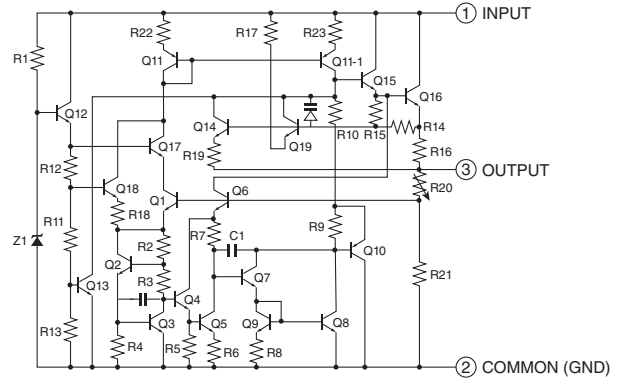 1 INPUT
R22
R17
R23
R1
Q11
Q11-1
Q15
Q16
Q12
Q14
Q19
R10
R15
R14
R12
Q17
R19
R16
3 OUTPUT
Q18
Q6
R20
R18
Q1
R11
R7
C1
R9
Q10
Z1
R2
Q2
Q7
R21
R3
Q13
Q4
R13
Q3
Q5
Q9
Q8
R4
R5
R6
R8
2 COMMON (GND)